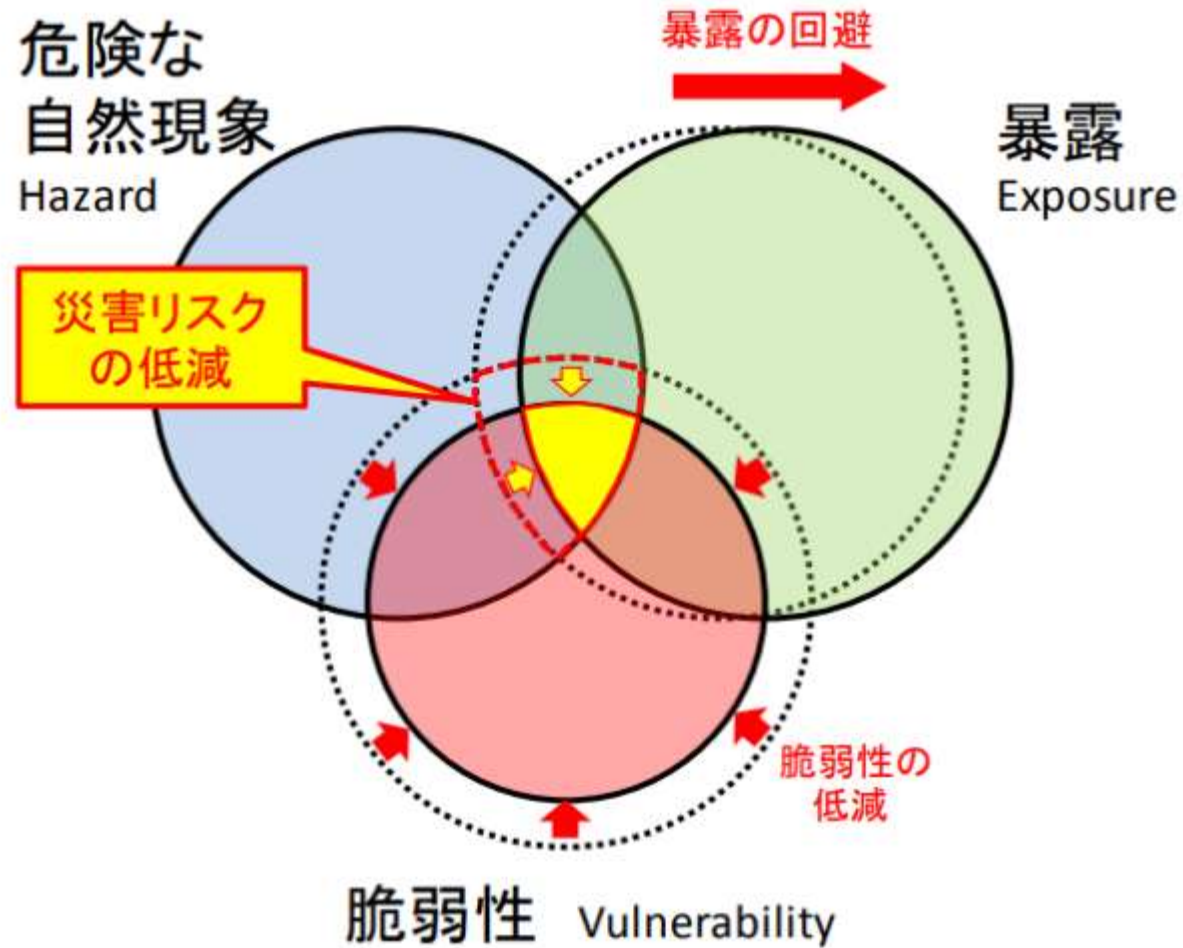 危険な
自然現象
Hazard
暴露の回避
暴露
Exposure
災害リスク
の低減
脆弱性の
低減
脆弱性 Vulnerability